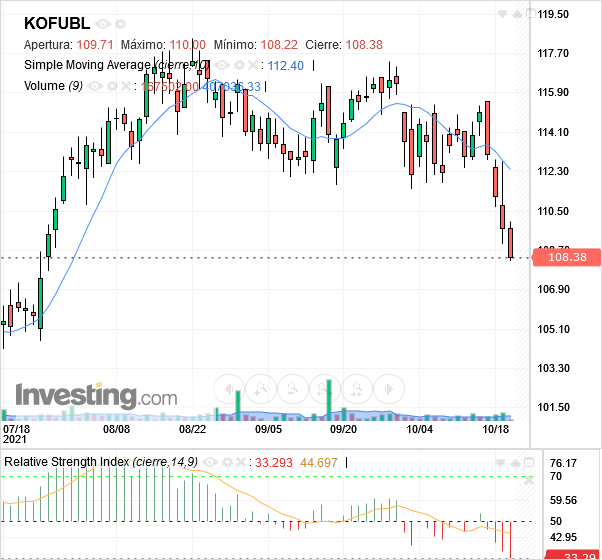 KOFUBL
Apertura: 109.71 Máximo: 110.00 Mínimo: 108.22 Cierre: 108.38
Simple Moving Average (cierre,10) : 112.40
Volume (9) : 167502.00 407036.33
119.50
117.70
115.90
114.10
112.30
110.50
108.70
108.38
106.90
105.10
103.30
101.50
Investing.com
07/18 08/08 08/22 09/05 09/20 10/04 10/18
2021
Relative Strength Index (cierre,14,9) : 33.293 44.697
76.17
70
59.56
50
42.95
33.29